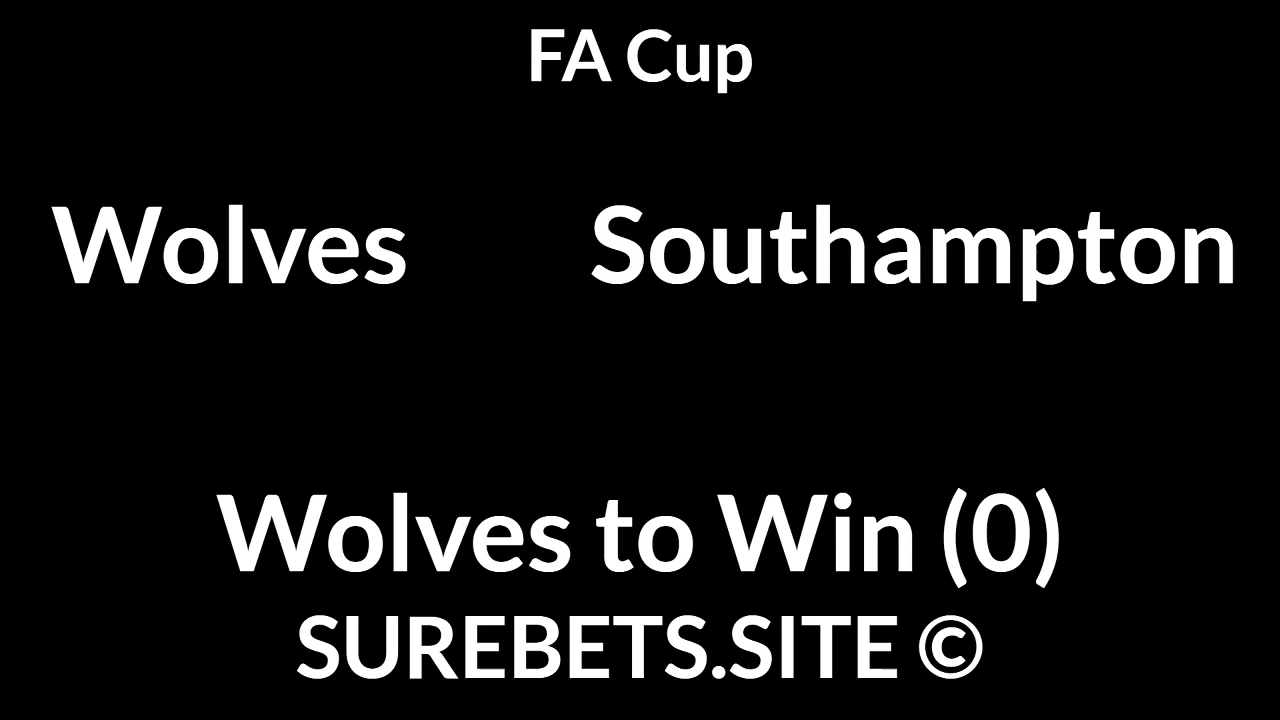 FA Cup
Wolves Southampton
Wolves to Win (0)
SUREBETS.SITE ©